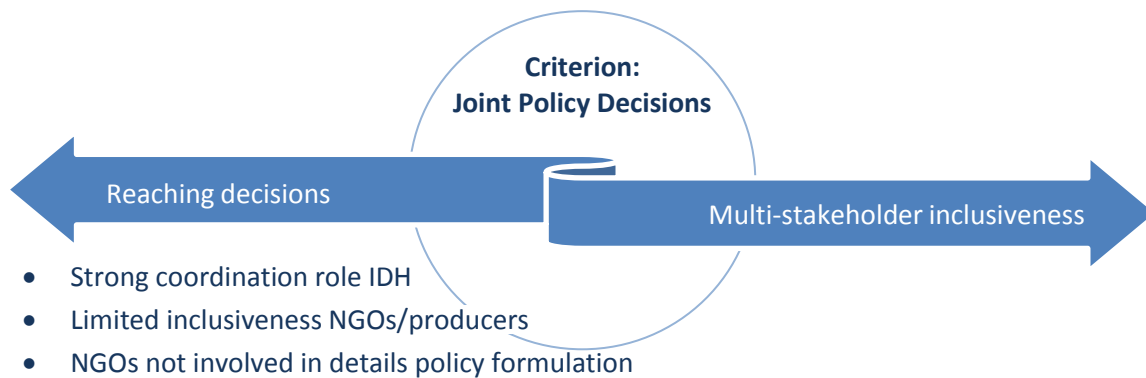 Criterion:
Joint Policy Decisions
Reaching decisions
Multi-stakeholder inclusiveness
• Strong coordination role IDH
• Limited inclusiveness NGOs/producers
• NGOs not involved in details policy formulation